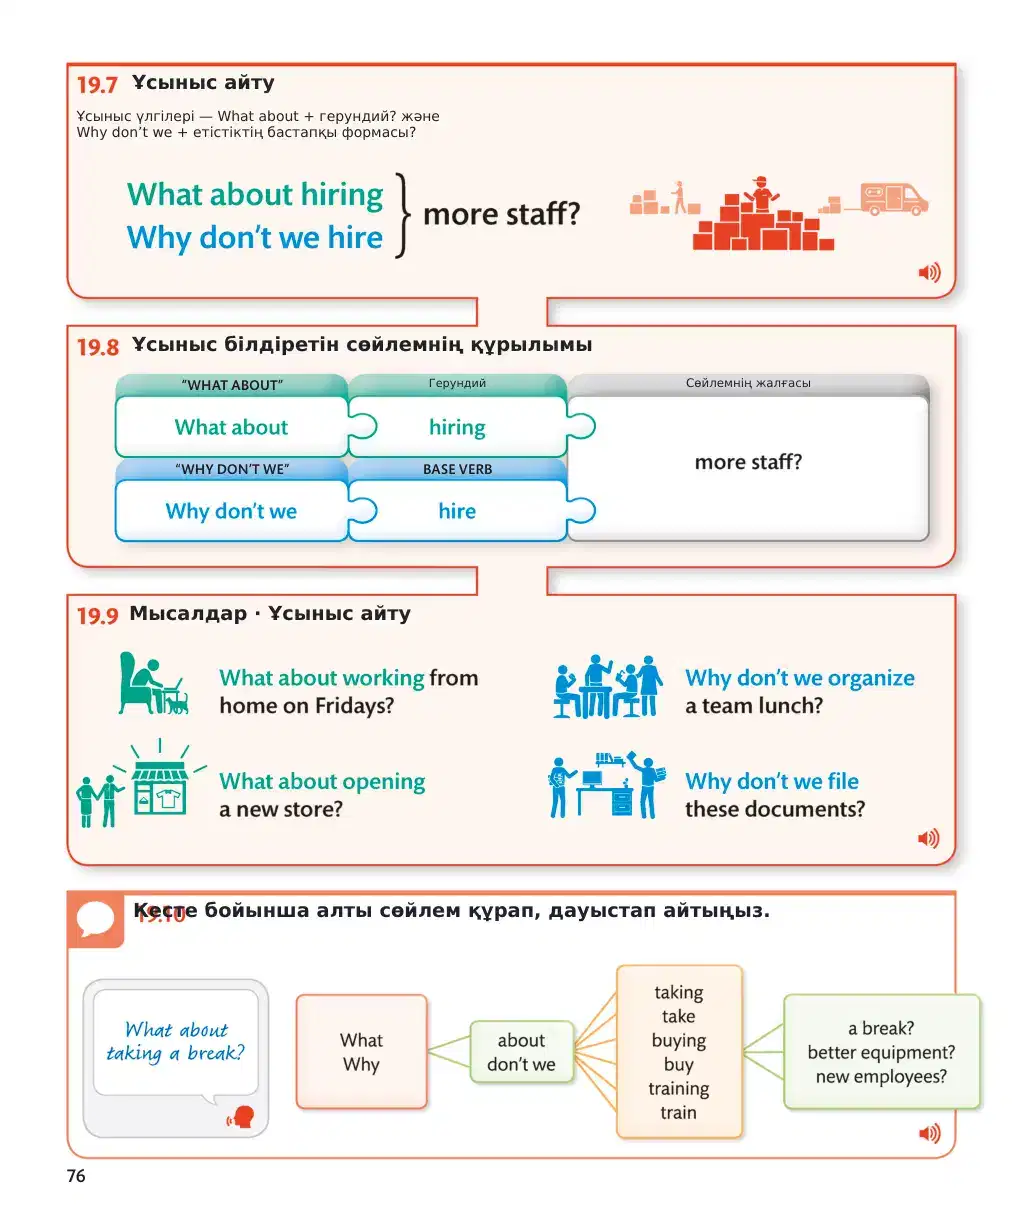 19.7 Ұсыныс айту
Ұсыныс үлгілері — What about + герундий? және
Why don’t we + етістіктің бастапқы формасы?
What about hiring
Why don’t we hire
more staff?
19.8 Ұсыныс білдіретін сөйлемнің құрылымы
“WHAT ABOUT” Герундий Сөйлемнің жалғасы
What about hiring
more staff?
“WHY DON’T WE” BASE VERB
Why don’t we hire
19.9 Мысалдар · Ұсыныс айту
What about working from
home on Fridays?
Why don’t we organize
a team lunch?
What about opening
a new store?
Why don’t we file
these documents?
19.10 Кесте бойынша алты сөйлем құрап, дауыстап айтыңыз.
What about
taking a break?
What
Why
about
don’t we
taking
take
buying
buy
training
train
a break?
better equipment?
new employees?
76